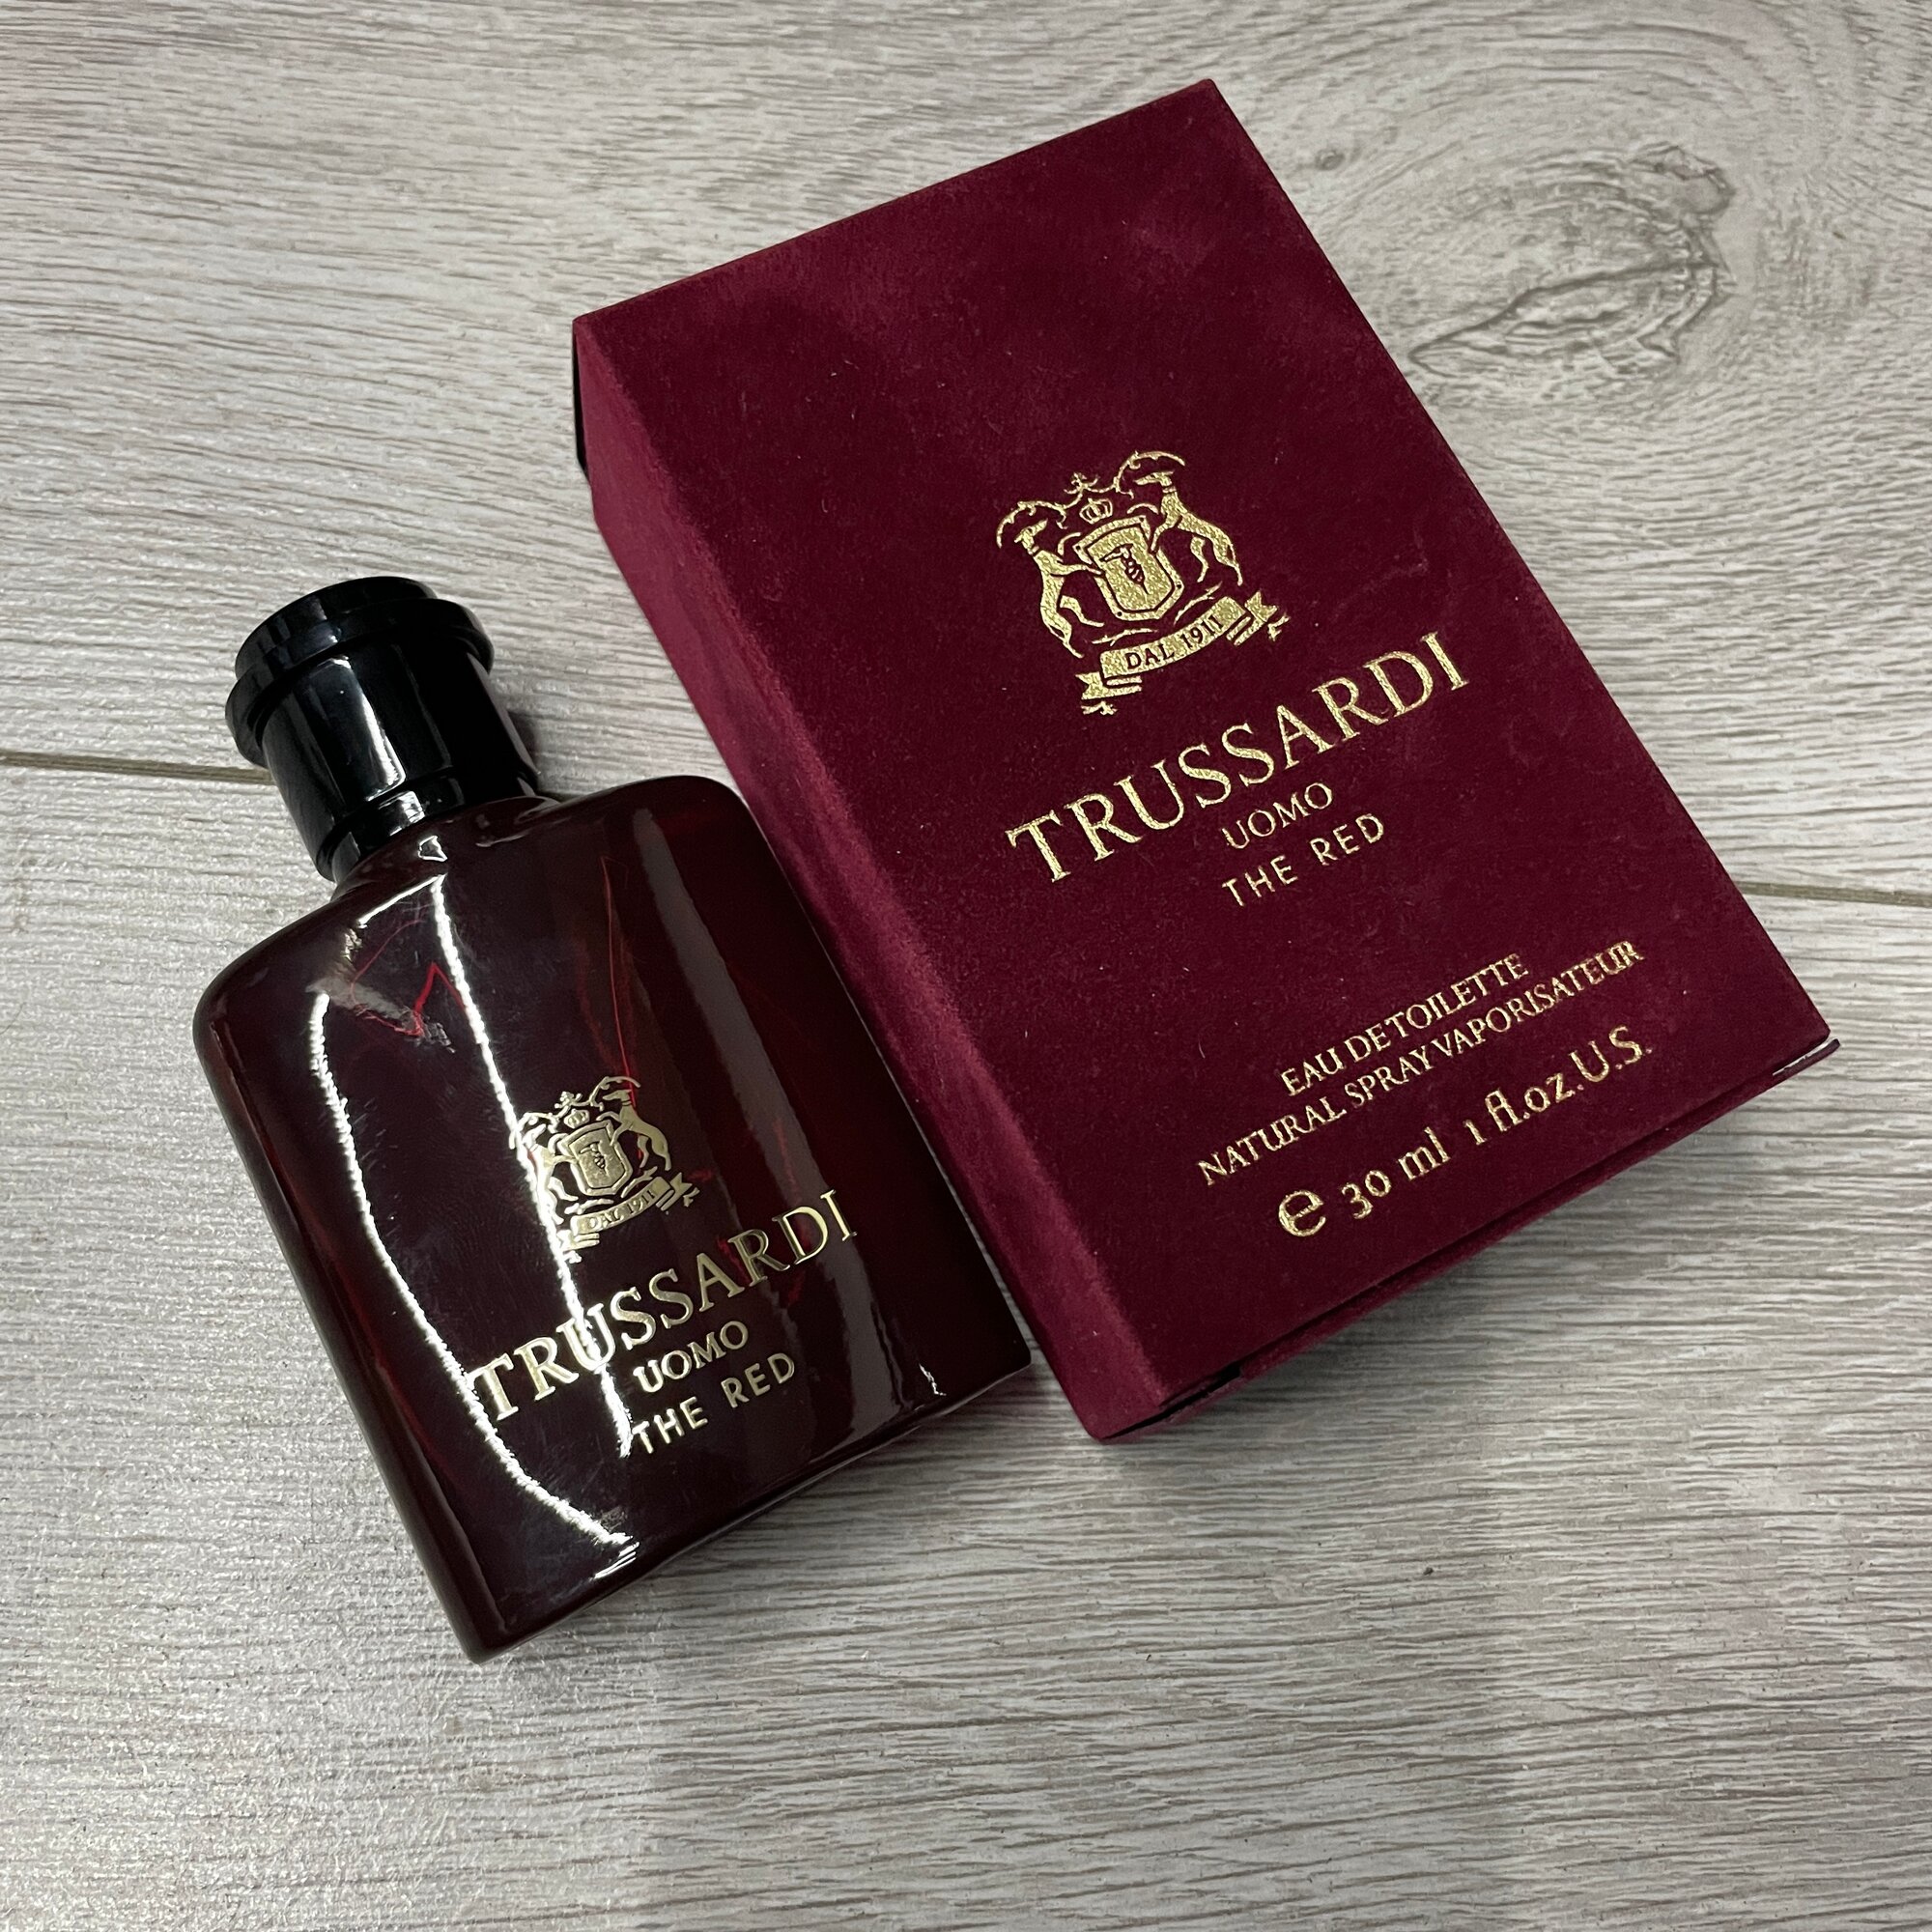 DAL 1911
TRUSSARDI
UOMO
THE RED
EAU DE TOILETTE
NATURAL SPRAY VAPORISATEUR
e 30 ml 1 fl.oz.U.S.
DAL 1911
TRUSSARDI
UOMO
THE RED